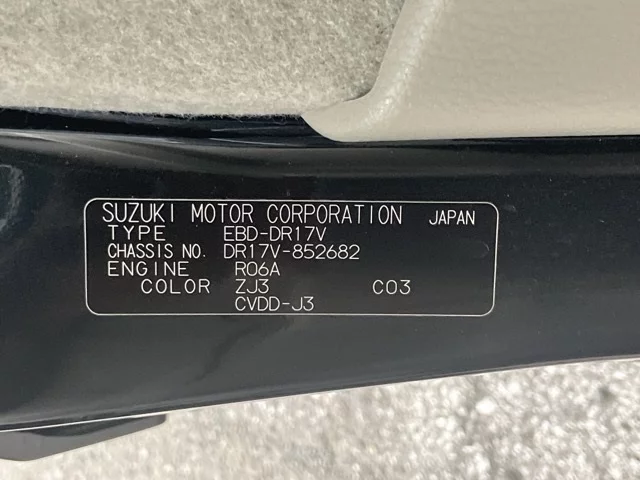 SUZUKI MOTOR CORPORATION JAPAN
TYPE EBD-DR17V
CHASSIS NO. DR17V-852682
ENGINE R06A
COLOR ZJ3 C03
CVDD-J3